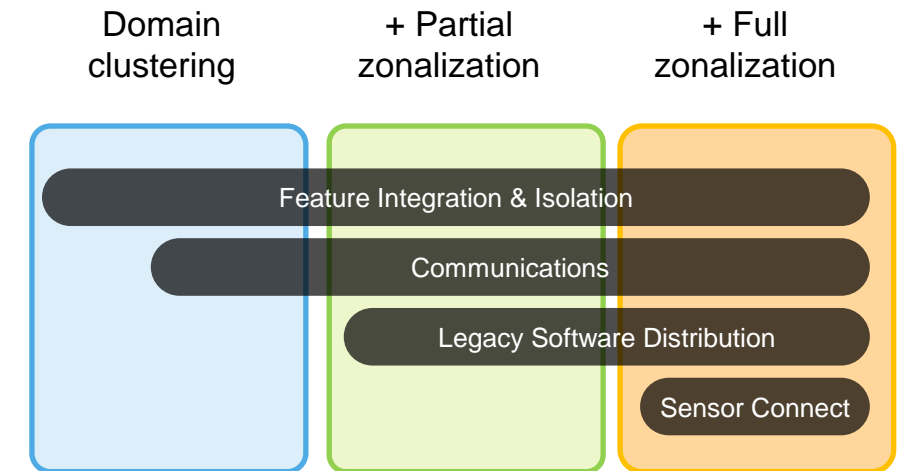 Domain
clustering
+ Partial
zonalization
+ Full
zonalization
Feature Integration & Isolation
Communications
Legacy Software Distribution
Sensor Connect